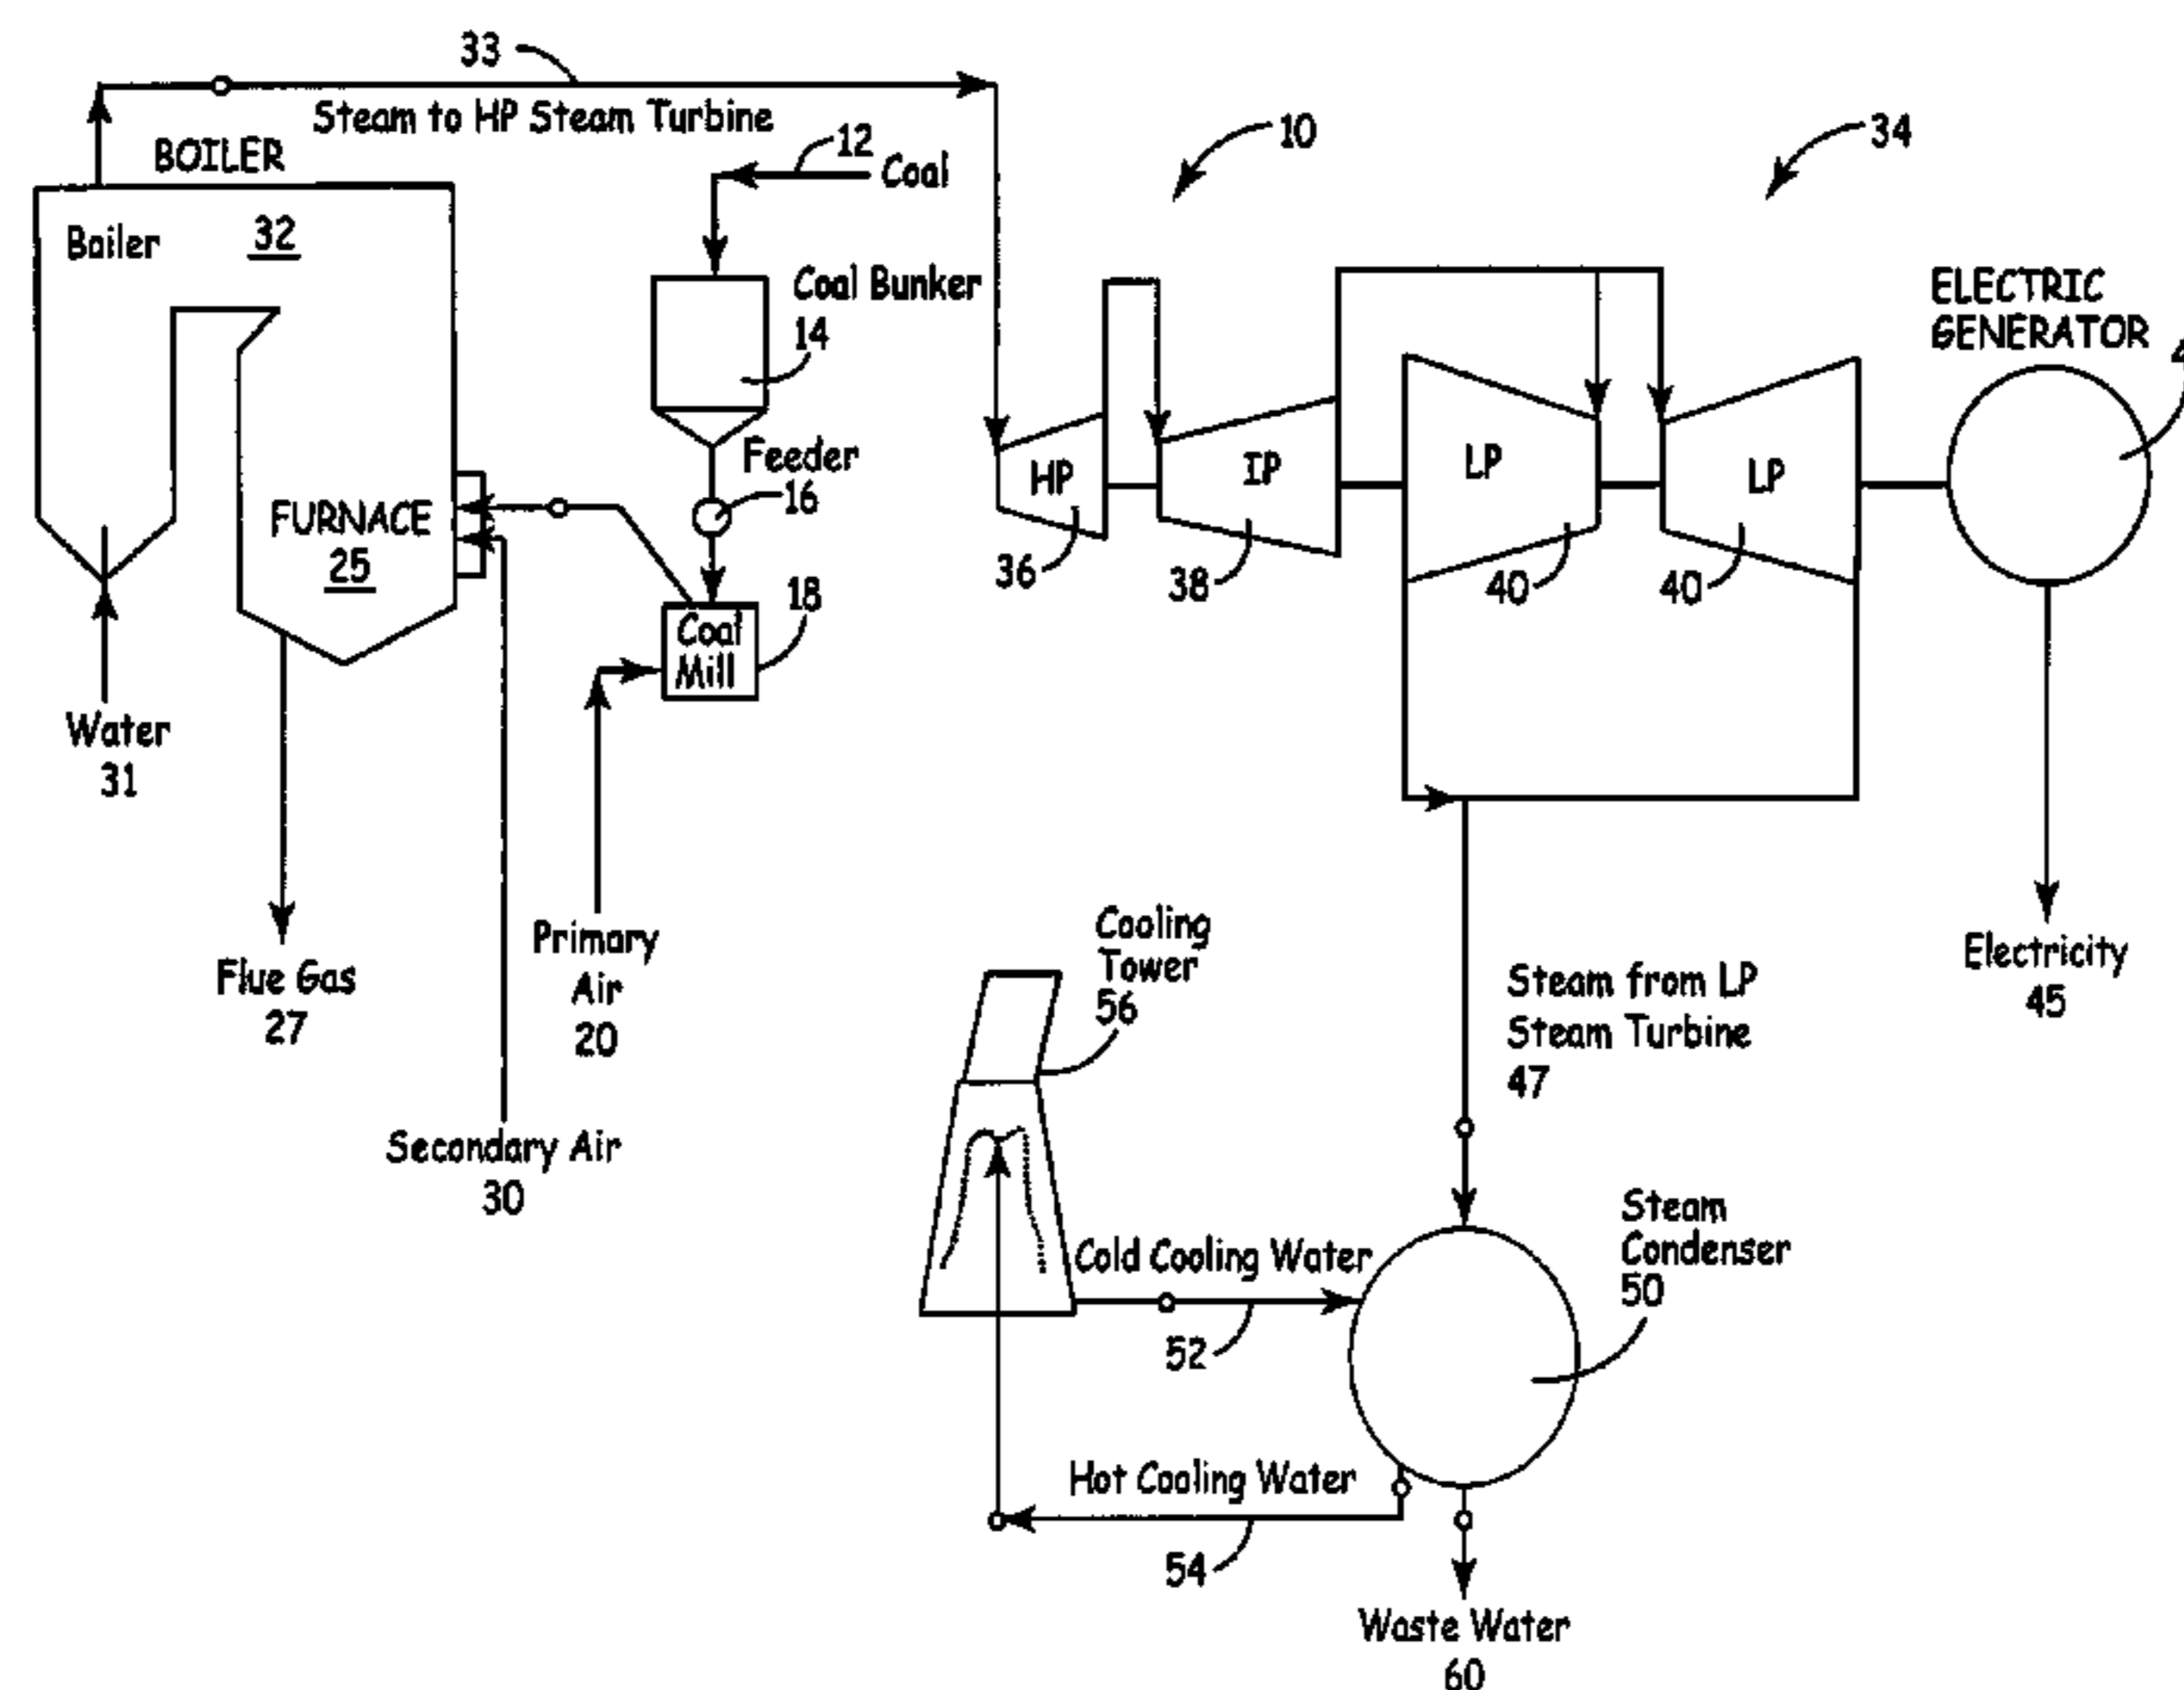 33
Steam to HP Steam Turbine
BOILER
Boiler
32
12
Coal
10
34
Coal Bunker
14
ELECTRIC
GENERATOR
Feeder
16
HP
IP
LP
LP
36
38
40
40
FURNACE
25
18
Coal
Mill
Water
31
Flue Gas
27
Primary
Air
20
Secondary Air
30
Cooling
Tower
56
Steam from LP
Steam Turbine
47
Electricity
45
Steam
Condenser
50
Cold Cooling Water
52
Hot Cooling Water
54
Waste Water
60